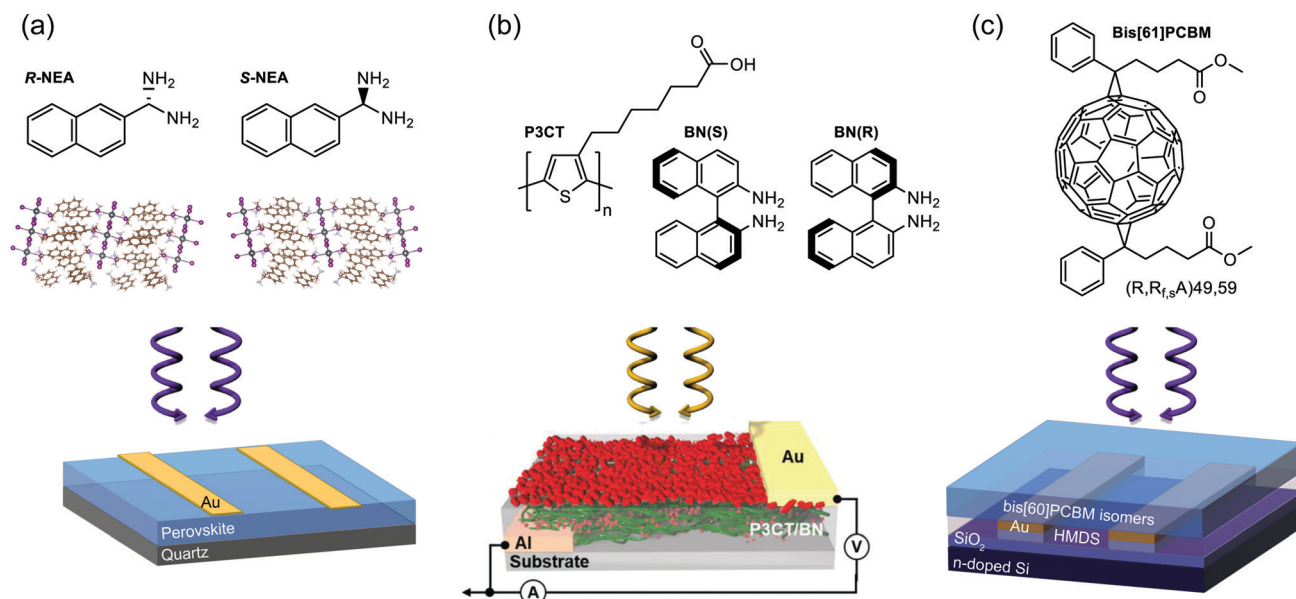 (a)
R-NEA
NH2
NH2
S-NEA
NH2
NH2
Au
Perovskite
Quartz
(b)
O
OH
P3CT
S
n
BN(S)
NH2
NH2
BN(R)
NH2
NH2
Au
P3CT/BN
Al
Substrate
V
A
(c)
Bis[61]PCBM
O
O
O
O
(R,Rf,sA)49,59
bis[60]PCBM isomers
Au
HMDS
SiO2
n-doped Si